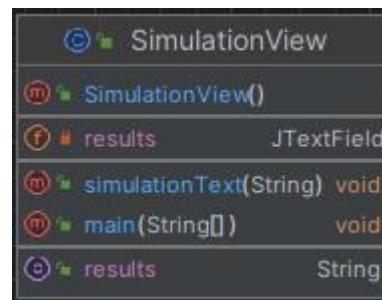 SimulationView
SimulationView()
results JTextField
simulationText(String) void
main(String[]) void
results String